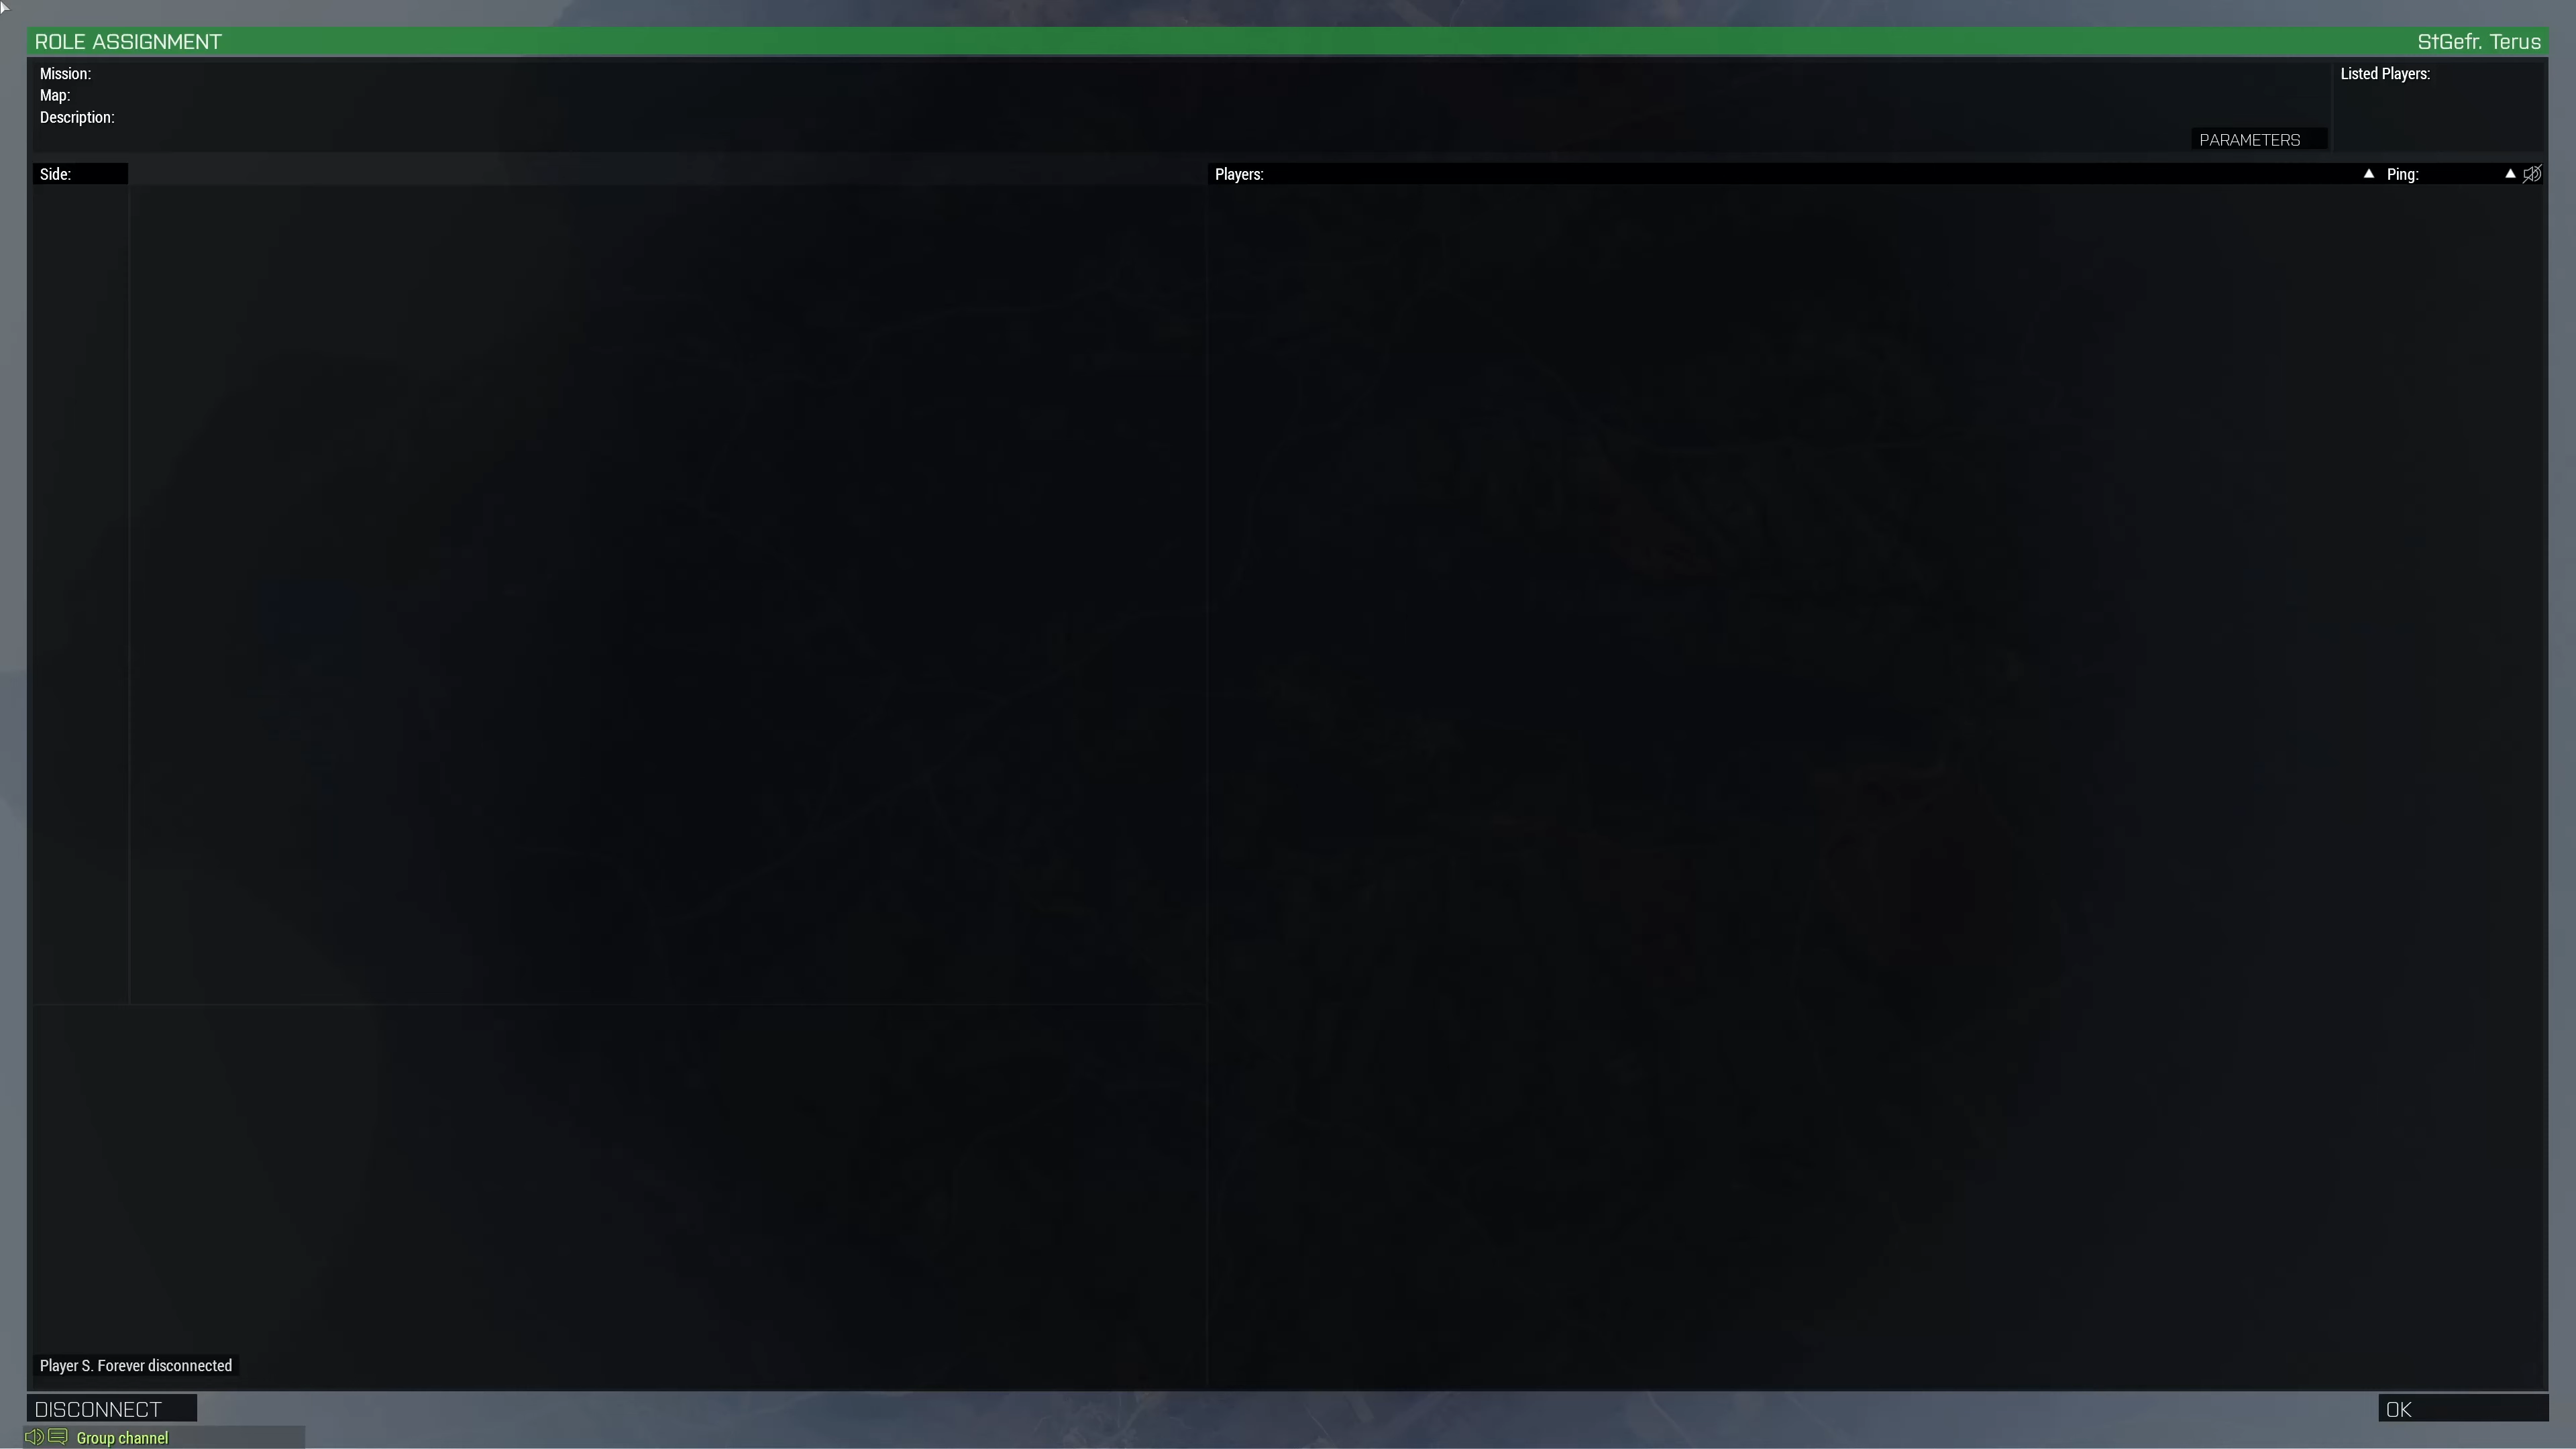 ROLE ASSIGNMENT StGefr. Terus
Mission: Listed Players:
Map:
Description:
PARAMETERS
Side: Players: Ping:
Player S. Forever disconnected
DISCONNECT OK
Group channel